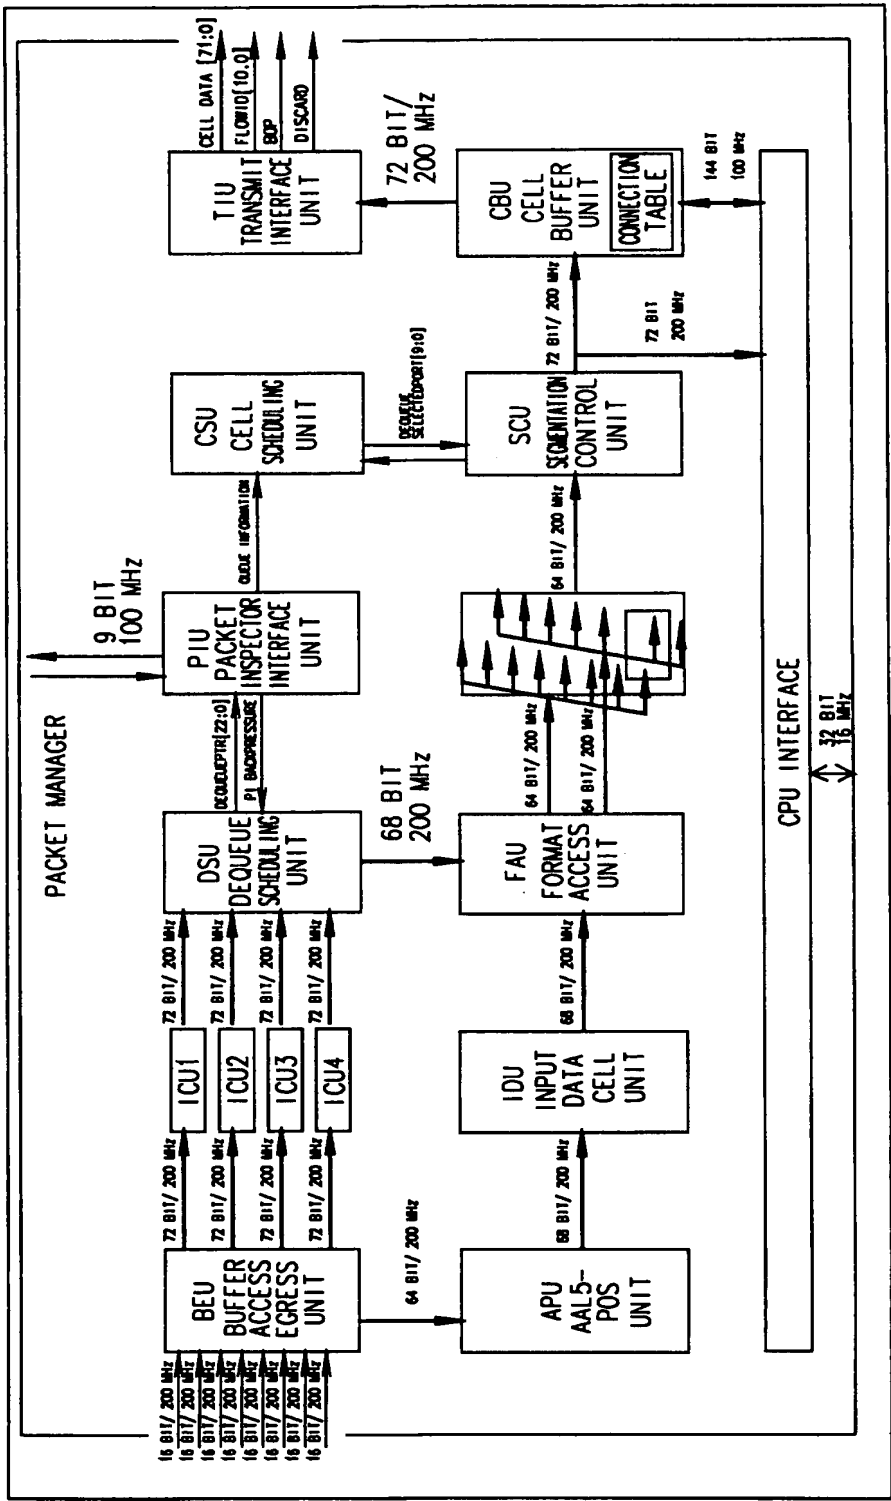 PACKET MANAGER
9 BIT
100 MHz
16 BIT/ 200 MHz
16 BIT/ 200 MHz
16 BIT/ 200 MHz
16 BIT/ 200 MHz
16 BIT/ 200 MHz
16 BIT/ 200 MHz
16 BIT/ 200 MHz
16 BIT/ 200 MHz
BEU
BUFFER
ACCESS
EGRESS
UNIT
72 BIT/ 200 MHz
72 BIT/ 200 MHz
72 BIT/ 200 MHz
72 BIT/ 200 MHz
ICU1
ICU2
ICU3
ICU4
72 BIT/ 200 MHz
72 BIT/ 200 MHz
72 BIT/ 200 MHz
72 BIT/ 200 MHz
DSU
DEQUEUE
SCHEDULING
UNIT
DEQUEUEPTR[22:0]
PI BACKPRESSURE
PIU
PACKET
INSPECTOR
INTERFACE
UNIT
QUEUE INFORMATION
CSU
CELL
SCHEDULING
UNIT
TIU
TRANSMIT
INTERFACE
UNIT
CELL DATA [71:0]
FLOWID[10.0]
BOP
DISCARD
64 BIT/ 200 MHz
68 BIT
200 MHz
DEQUEUE
SELECTEDPORT[9:0]
72 BIT/
200 MHz
APU
AAL5-
POS
UNIT
68 BIT/ 200 MHz
IDU
INPUT
DATA
CELL
UNIT
68 BIT/ 200 MHz
FAU
FORMAT
ACCESS
UNIT
64 BIT/ 200 MHz
64 BIT/ 200 MHz
64 BIT/ 200 MHz
SCU
SEGMENTATION
CONTROL
UNIT
72 BIT/ 200 MHz
CBU
CELL
BUFFER
UNIT
CONNECTION
TABLE
72 BIT
200 MHz
144 BIT
100 MHz
CPU INTERFACE
32 BIT
16 MHz